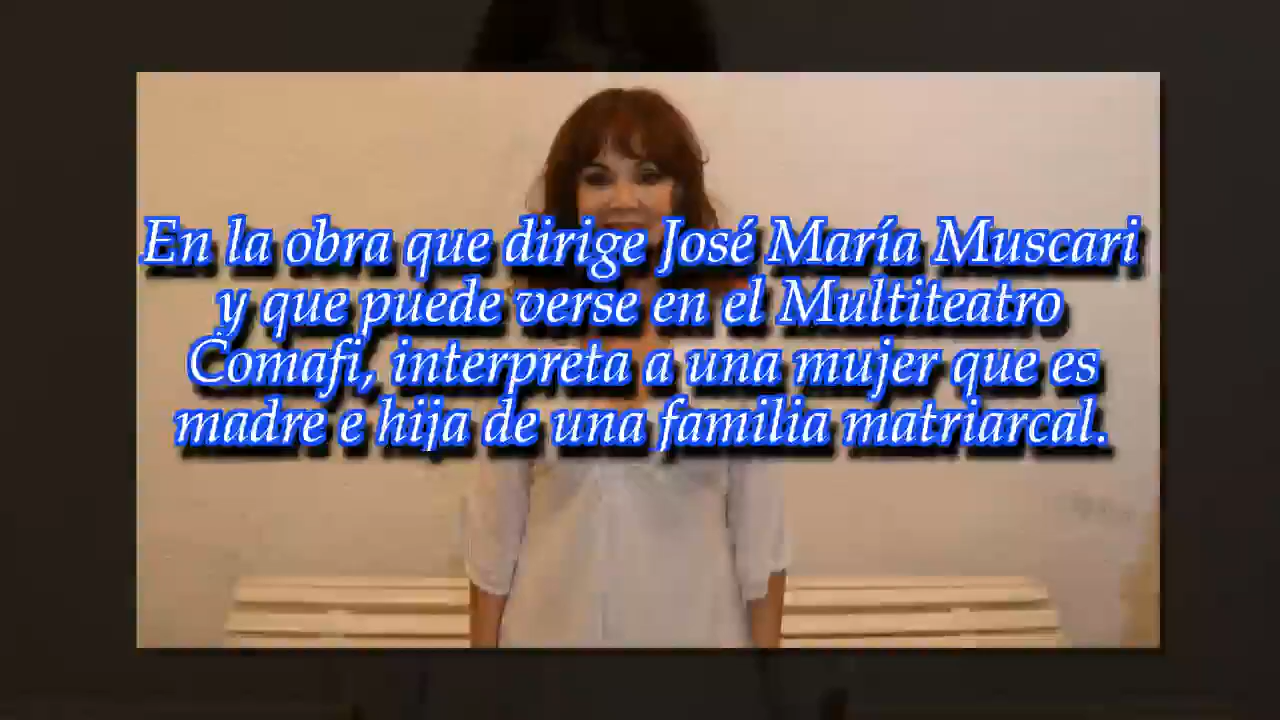 En la obra que dirige José María Muscari
y que puede verse en el Multiteatro
Comafi, interpreta a una mujer que es
madre e hija de una familia matriarcal.